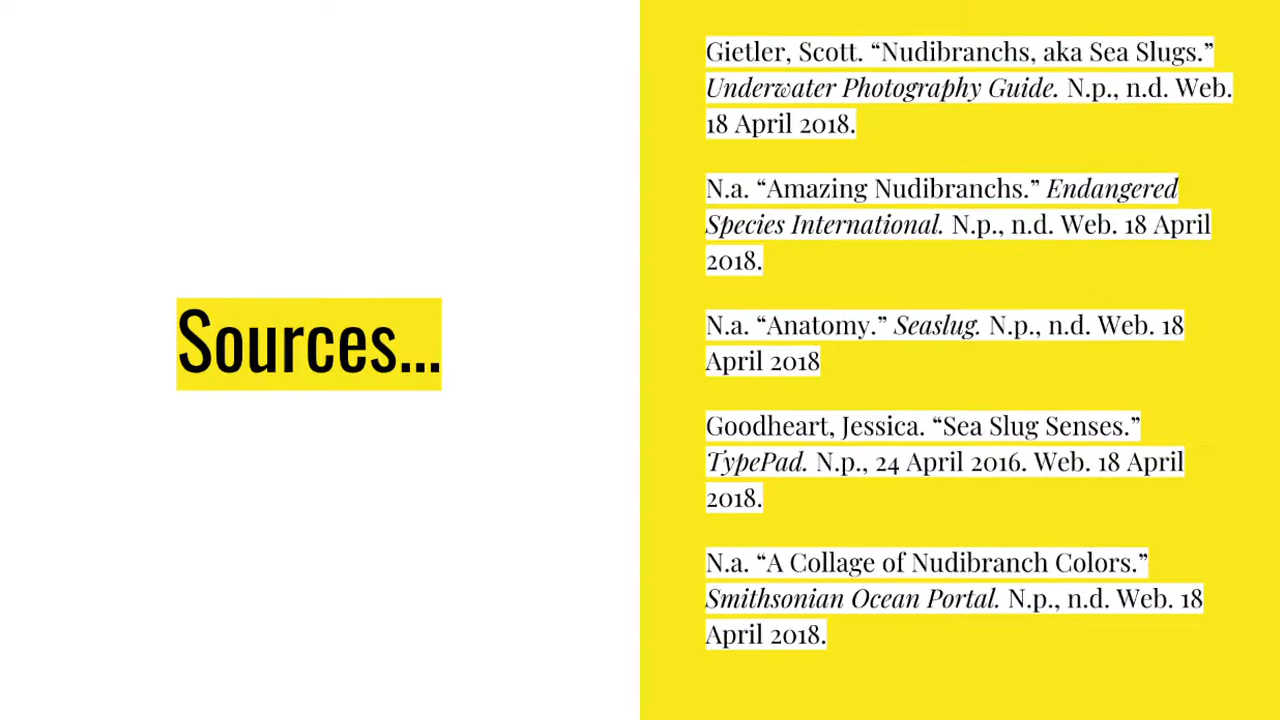 Sources...
Gietler, Scott. “Nudibranchs, aka Sea Slugs.”
Underwater Photography Guide. N.p., n.d. Web.
18 April 2018.
N.a. “Amazing Nudibranchs.” Endangered
Species International. N.p., n.d. Web. 18 April
2018.
N.a. “Anatomy.” Seaslug. N.p., n.d. Web. 18
April 2018
Goodheart, Jessica. “Sea Slug Senses.”
TypePad. N.p., 24 April 2016. Web. 18 April
2018.
N.a. “A Collage of Nudibranch Colors.”
Smithsonian Ocean Portal. N.p., n.d. Web. 18
April 2018.